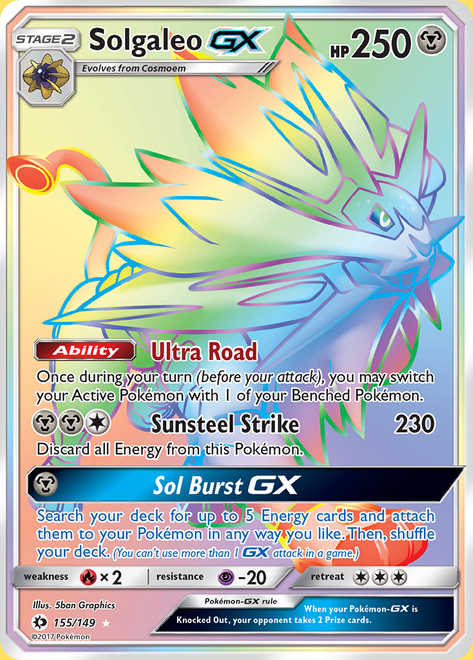 STAGE 2 Solgaleo GX HP 250
Evolves from Cosmoem
Ability Ultra Road
Once during your turn (before your attack), you may switch
your Active Pokémon with 1 of your Benched Pokémon.
Sunsteel Strike 230
Discard all Energy from this Pokémon.
Sol Burst GX
Search your deck for up to 5 Energy cards and attach
them to your Pokémon in any way you like. Then, shuffle
your deck. (You can't use more than 1 GX attack in a game.)
weakness × 2 resistance -20 retreat
Illus. 5ban Graphics
155/149
©2017 Pokémon
Pokémon-GX rule
When your Pokémon-GX is
Knocked Out, your opponent takes 2 Prize cards.